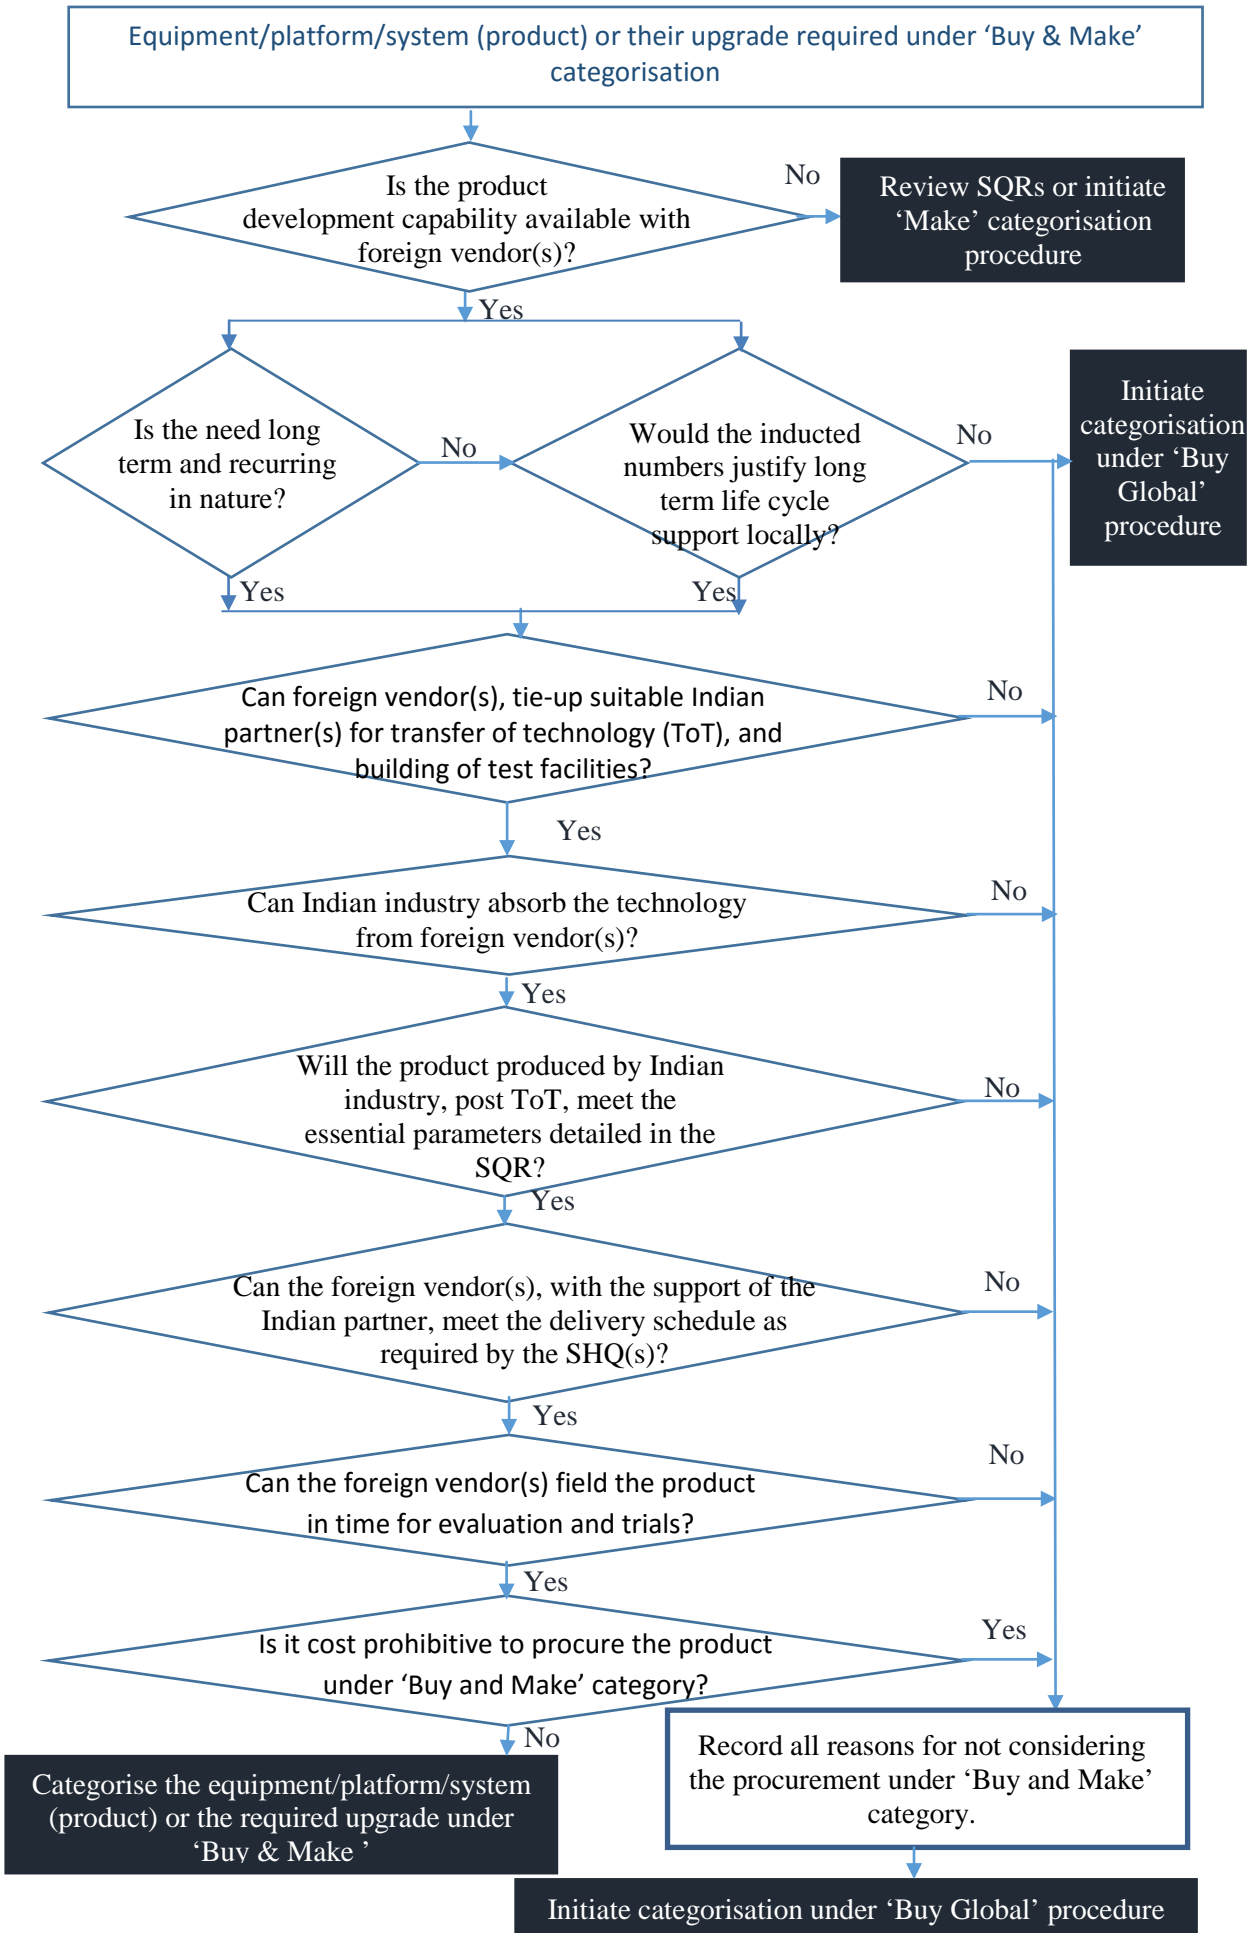 Equipment/platform/system (product) or their upgrade required under ‘Buy & Make’
categorisation
Is the product
development capability available with
foreign vendor(s)?
No
Review SQRs or initiate
‘Make’ categorisation
procedure
Yes
Is the need long
term and recurring
in nature?
No
Would the inducted
numbers justify long
term life cycle
support locally?
No
Initiate
categorisation
under ‘Buy
Global’
procedure
Yes
Yes
Can foreign vendor(s), tie-up suitable Indian
partner(s) for transfer of technology (ToT), and
building of test facilities?
No
Yes
Can Indian industry absorb the technology
from foreign vendor(s)?
No
Yes
Will the product produced by Indian
industry, post ToT, meet the
essential parameters detailed in the
SQR?
No
Yes
Can the foreign vendor(s), with the support of the
Indian partner, meet the delivery schedule as
required by the SHQ(s)?
No
Yes
Can the foreign vendor(s) field the product
in time for evaluation and trials?
No
Yes
Is it cost prohibitive to procure the product
under ‘Buy and Make’ category?
Yes
No
Categorise the equipment/platform/system
(product) or the required upgrade under
‘Buy & Make ’
Record all reasons for not considering
the procurement under ‘Buy and Make’
category.
Initiate categorisation under ‘Buy Global’ procedure